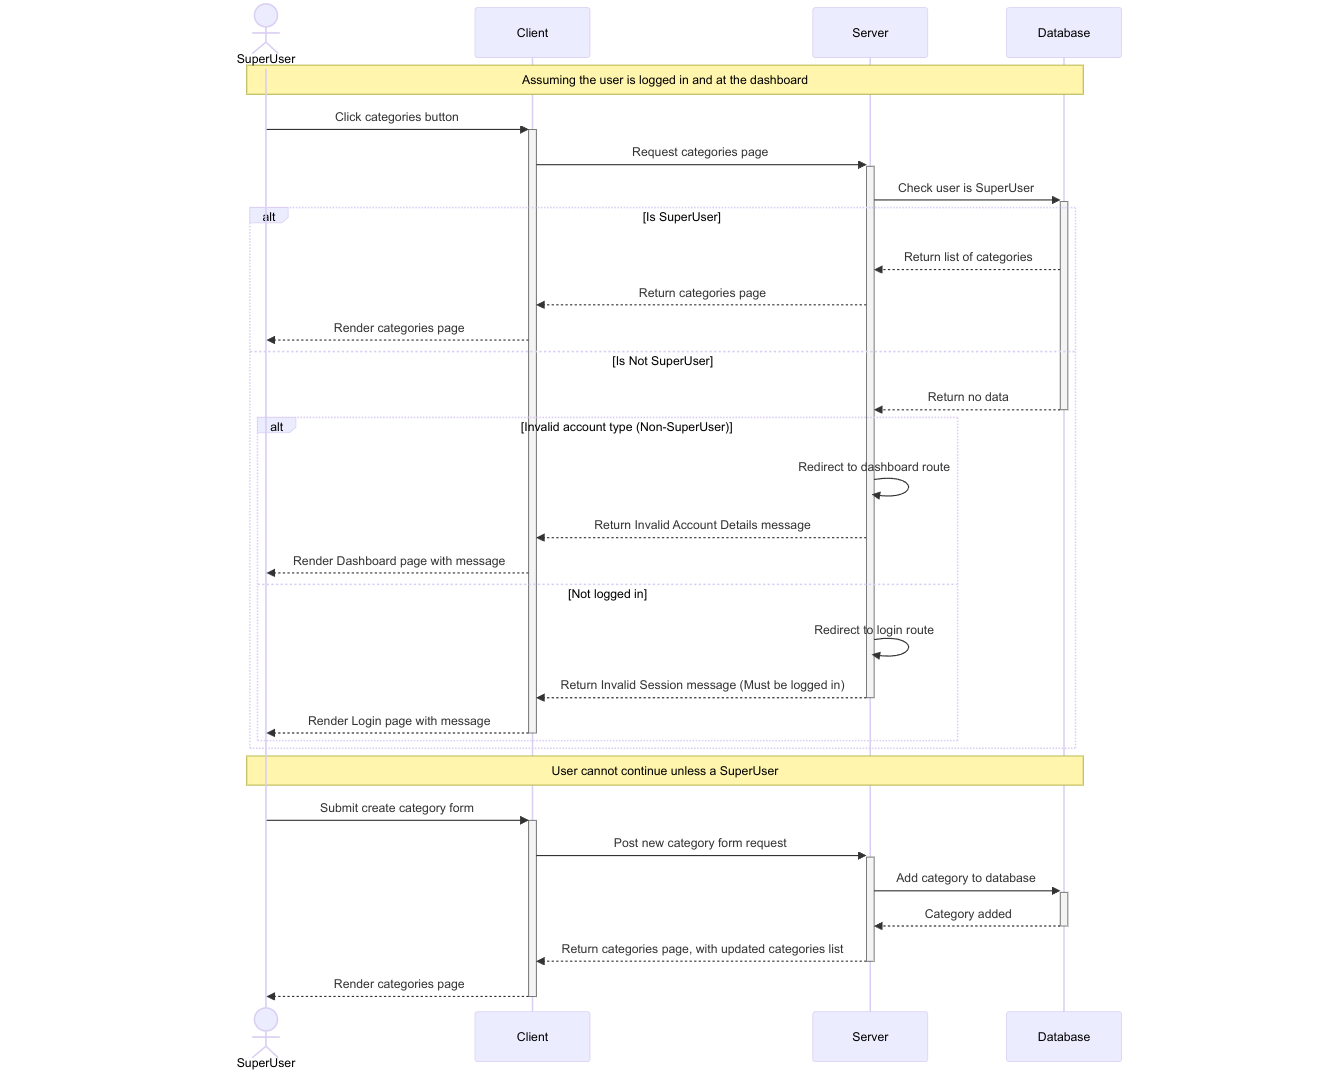 SuperUser
Client
Server
Database
Assuming the user is logged in and at the dashboard
Click categories button
Request categories page
Check user is SuperUser
alt
[Is SuperUser]
Return list of categories
Return categories page
Render categories page
[Is Not SuperUser]
Return no data
alt
[Invalid account type (Non-SuperUser)]
Redirect to dashboard route
Return Invalid Account Details message
Render Dashboard page with message
[Not logged in]
Redirect to login route
Return Invalid Session message (Must be logged in)
Render Login page with message
User cannot continue unless a SuperUser
Submit create category form
Post new category form request
Add category to database
Category added
Return categories page, with updated categories list
Render categories page
SuperUser
Client
Server
Database